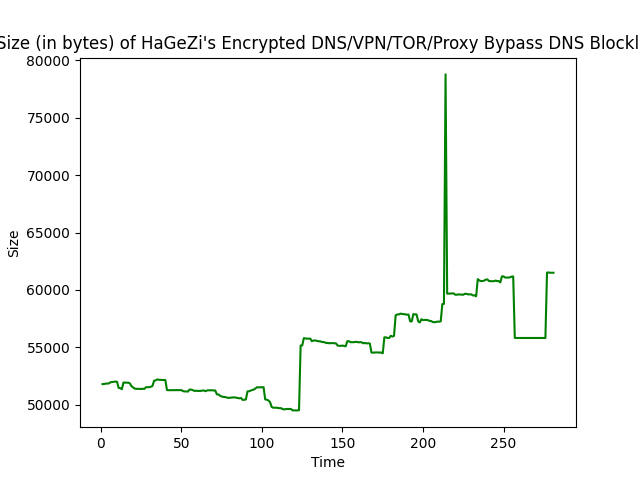 Size (in bytes) of HaGeZi's Encrypted DNS/VPN/TOR/Proxy Bypass DNS Blockl
80000
75000
70000
65000
60000
55000
50000
Size
0 50 100 150 200 250
Time